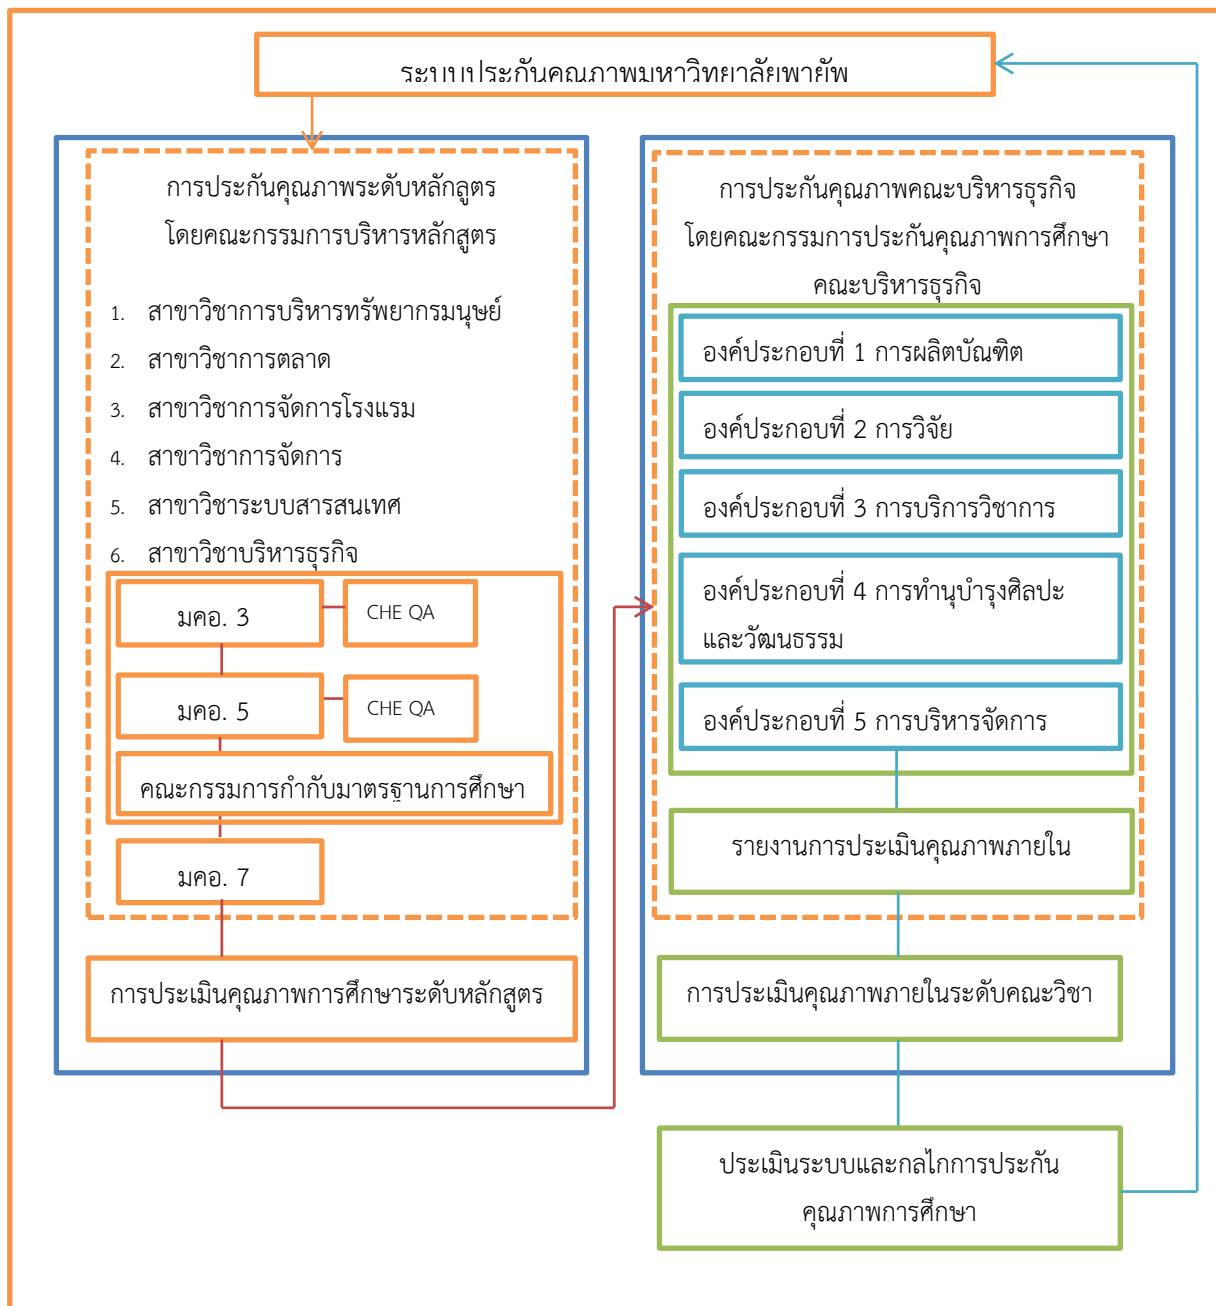 ระบบประกันคุณภาพมหาวิทยาลัยพายัพ
การประกันคุณภาพระดับหลักสูตร
โดยคณะกรรมการบริหารหลักสูตร
1. สาขาวิชาการบริหารทรัพยากรมนุษย์
2. สาขาวิชาการตลาด
3. สาขาวิชาการจัดการโรงแรม
4. สาขาวิชาการจัดการ
5. สาขาวิชาระบบสารสนเทศ
6. สาขาวิชาบริหารธุรกิจ
มคอ. 3
CHE QA
มคอ. 5
CHE QA
คณะกรรมการกำกับมาตรฐานการศึกษา
มคอ. 7
การประเมินคุณภาพการศึกษาระดับหลักสูตร
การประกันคุณภาพคณะบริหารธุรกิจ
โดยคณะกรรมการประกันคุณภาพการศึกษา
คณะบริหารธุรกิจ
องค์ประกอบที่ 1 การผลิตบัณฑิต
องค์ประกอบที่ 2 การวิจัย
องค์ประกอบที่ 3 การบริการวิชาการ
องค์ประกอบที่ 4 การทำนุบำรุงศิลปะ
และวัฒนธรรม
องค์ประกอบที่ 5 การบริหารจัดการ
รายงานการประเมินคุณภาพภายใน
การประเมินคุณภาพภายในระดับคณะวิชา
ประเมินระบบและกลไกการประกัน
คุณภาพการศึกษา